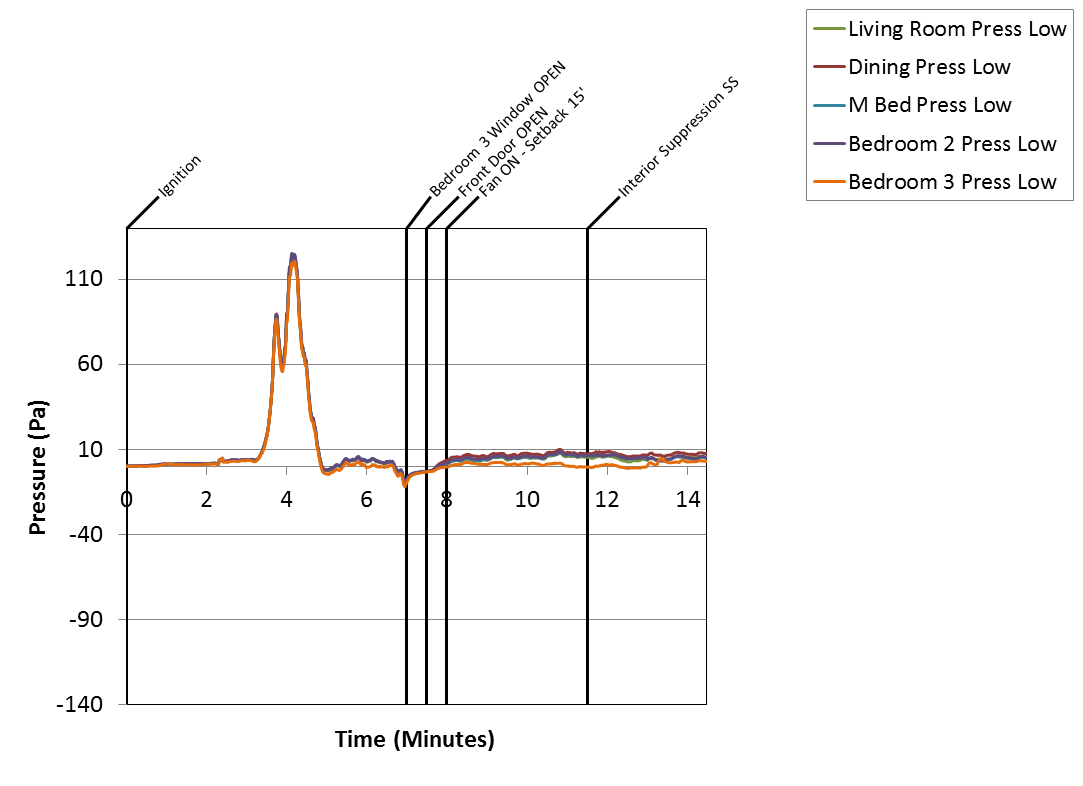 Living Room Press Low
Dining Press Low
M Bed Press Low
Bedroom 2 Press Low
Bedroom 3 Press Low
Ignition
Bedroom 3 Window OPEN
Front Door OPEN
Fan ON - Setback 15'
Interior Suppression SS
110
60
10
-40
-90
-140
0 2 4 6 8 10 12 14
Pressure (Pa)
Time (Minutes)